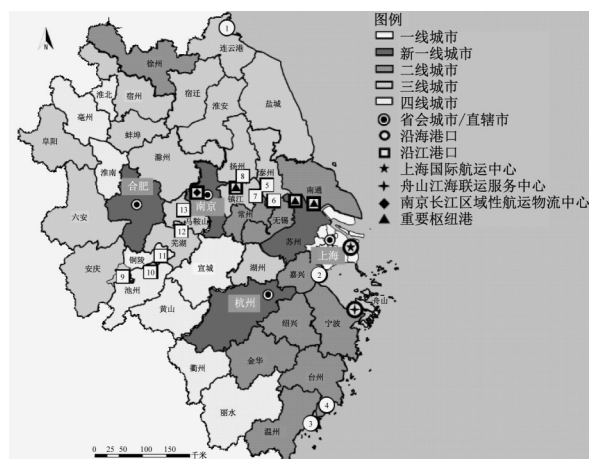 N
图例
一线城市
新一线城市
二线城市
三线城市
四线城市
省会城市/直辖市
沿海港口
沿江港口
上海国际航运中心
舟山江海联运服务中心
南京长江区域性航运物流中心
重要枢纽港
1
连云港
徐州
淮北
宿州
宿迁
淮安
盐城
亳州
蚌埠
阜阳
滁州
淮南
扬州
泰州
8
5
合肥
南京
镇江
7
6
南通
13
马鞍山
常州
无锡
六安
12
芜湖
苏州
上海
安庆
铜陵
11
宣城
湖州
嘉兴
2
9
10
池州
黄山
杭州
舟山
绍兴
宁波
衢州
金华
台州
丽水
4
温州
3
0 25 50 100 150
千米